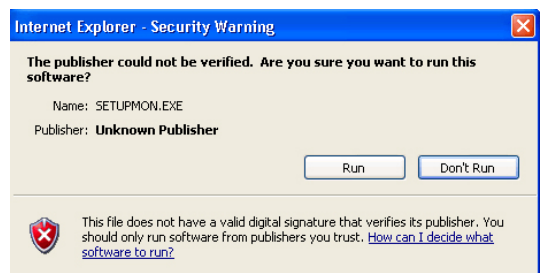 Internet Explorer - Security Warning
The publisher could not be verified. Are you sure you want to run this
software?
Name: SETUPMON.EXE
Publisher: Unknown Publisher
Run Don't Run
This file does not have a valid digital signature that verifies its publisher. You
should only run software from publishers you trust. How can I decide what
software to run?